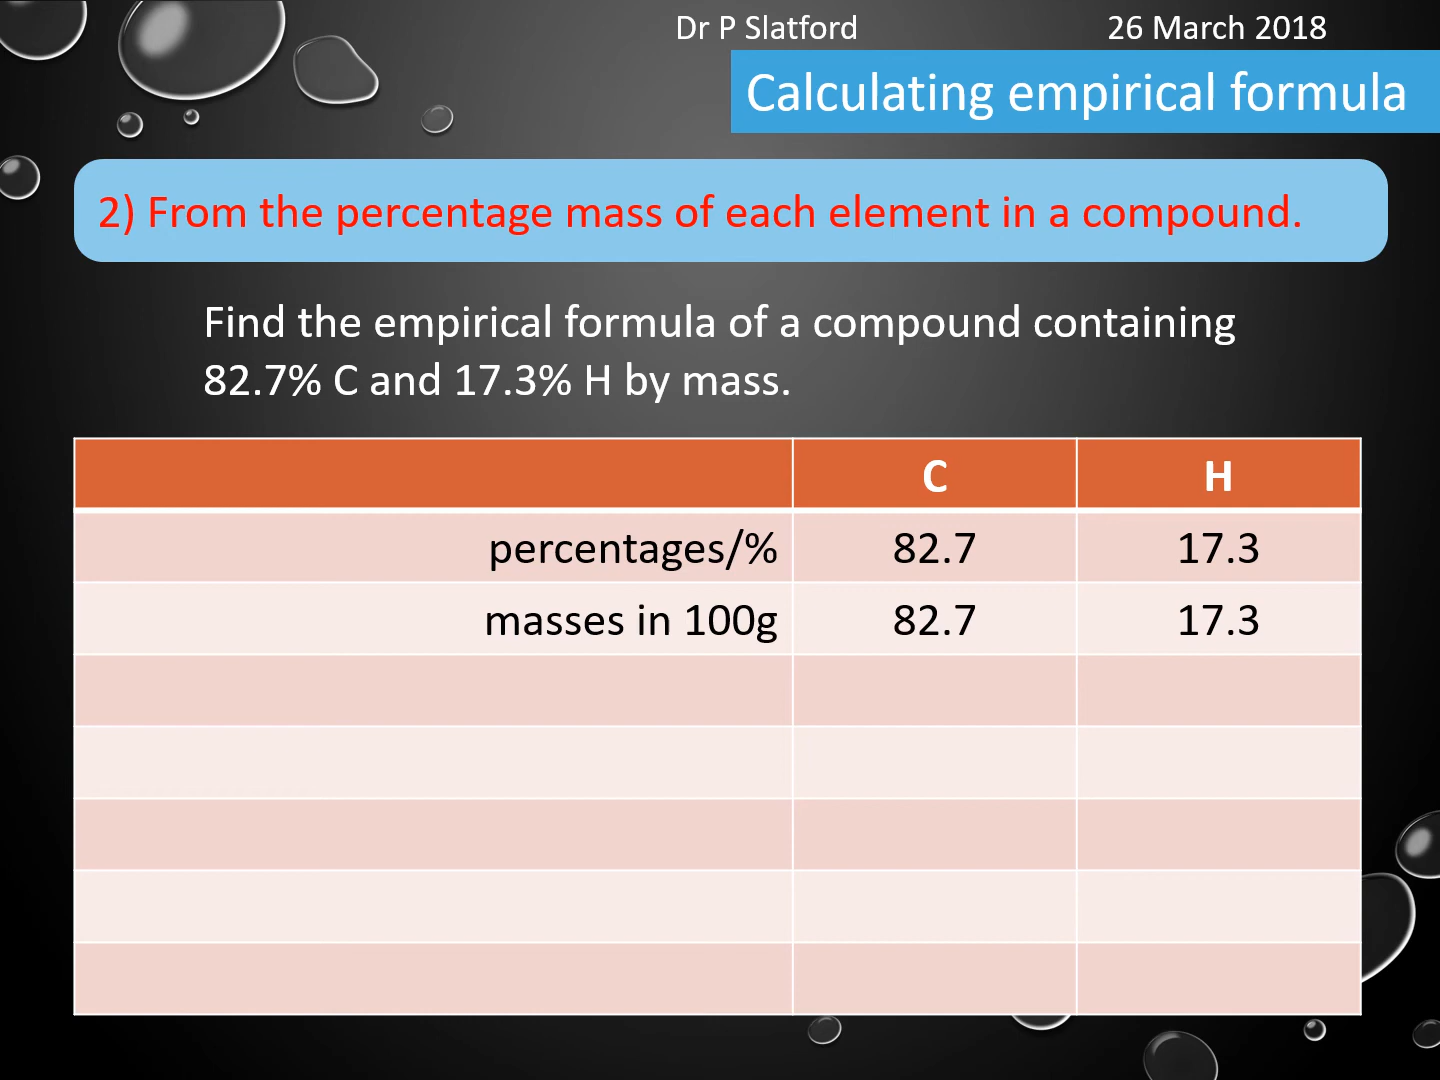 Dr P Slatford 26 March 2018
Calculating empirical formula
2) From the percentage mass of each element in a compound.
Find the empirical formula of a compound containing
82.7% C and 17.3% H by mass.
C H
percentages/% 82.7 17.3
masses in 100g 82.7 17.3